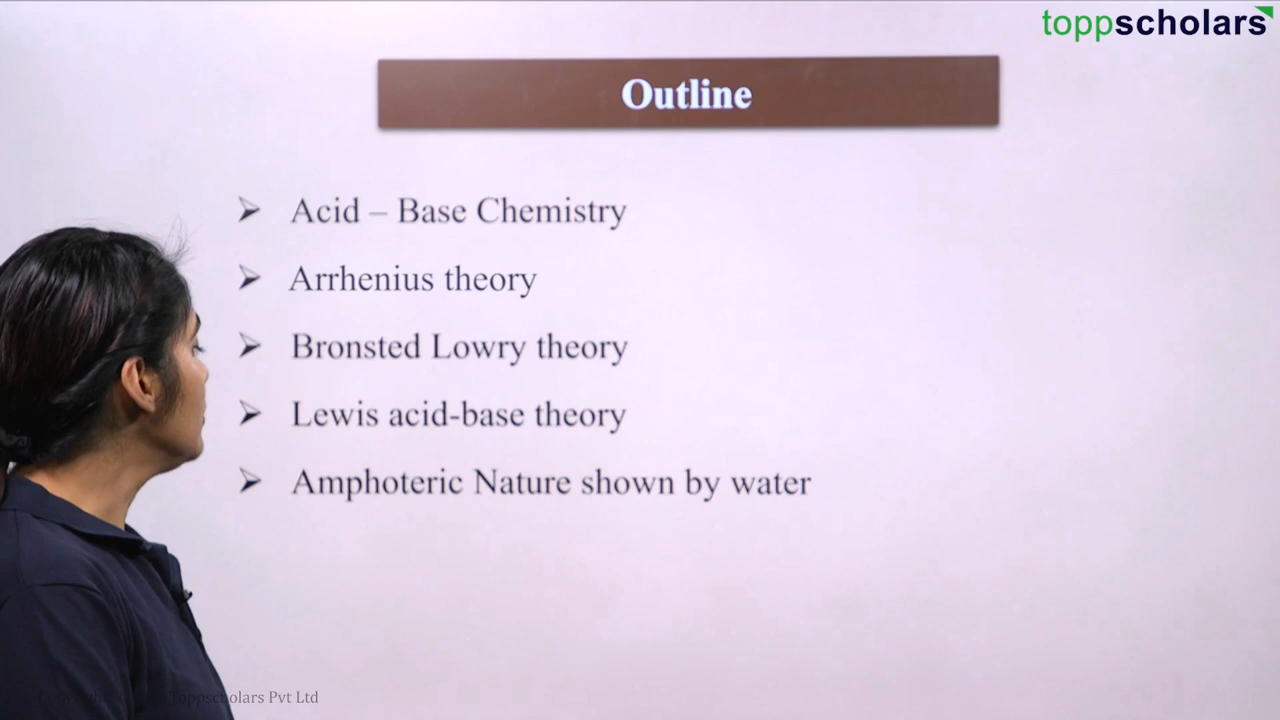 toppscholars
Outline
➢ Acid – Base Chemistry
➢ Arrhenius theory
➢ Bronsted Lowry theory
➢ Lewis acid-base theory
➢ Amphoteric Nature shown by water
Toppscholars Pvt Ltd